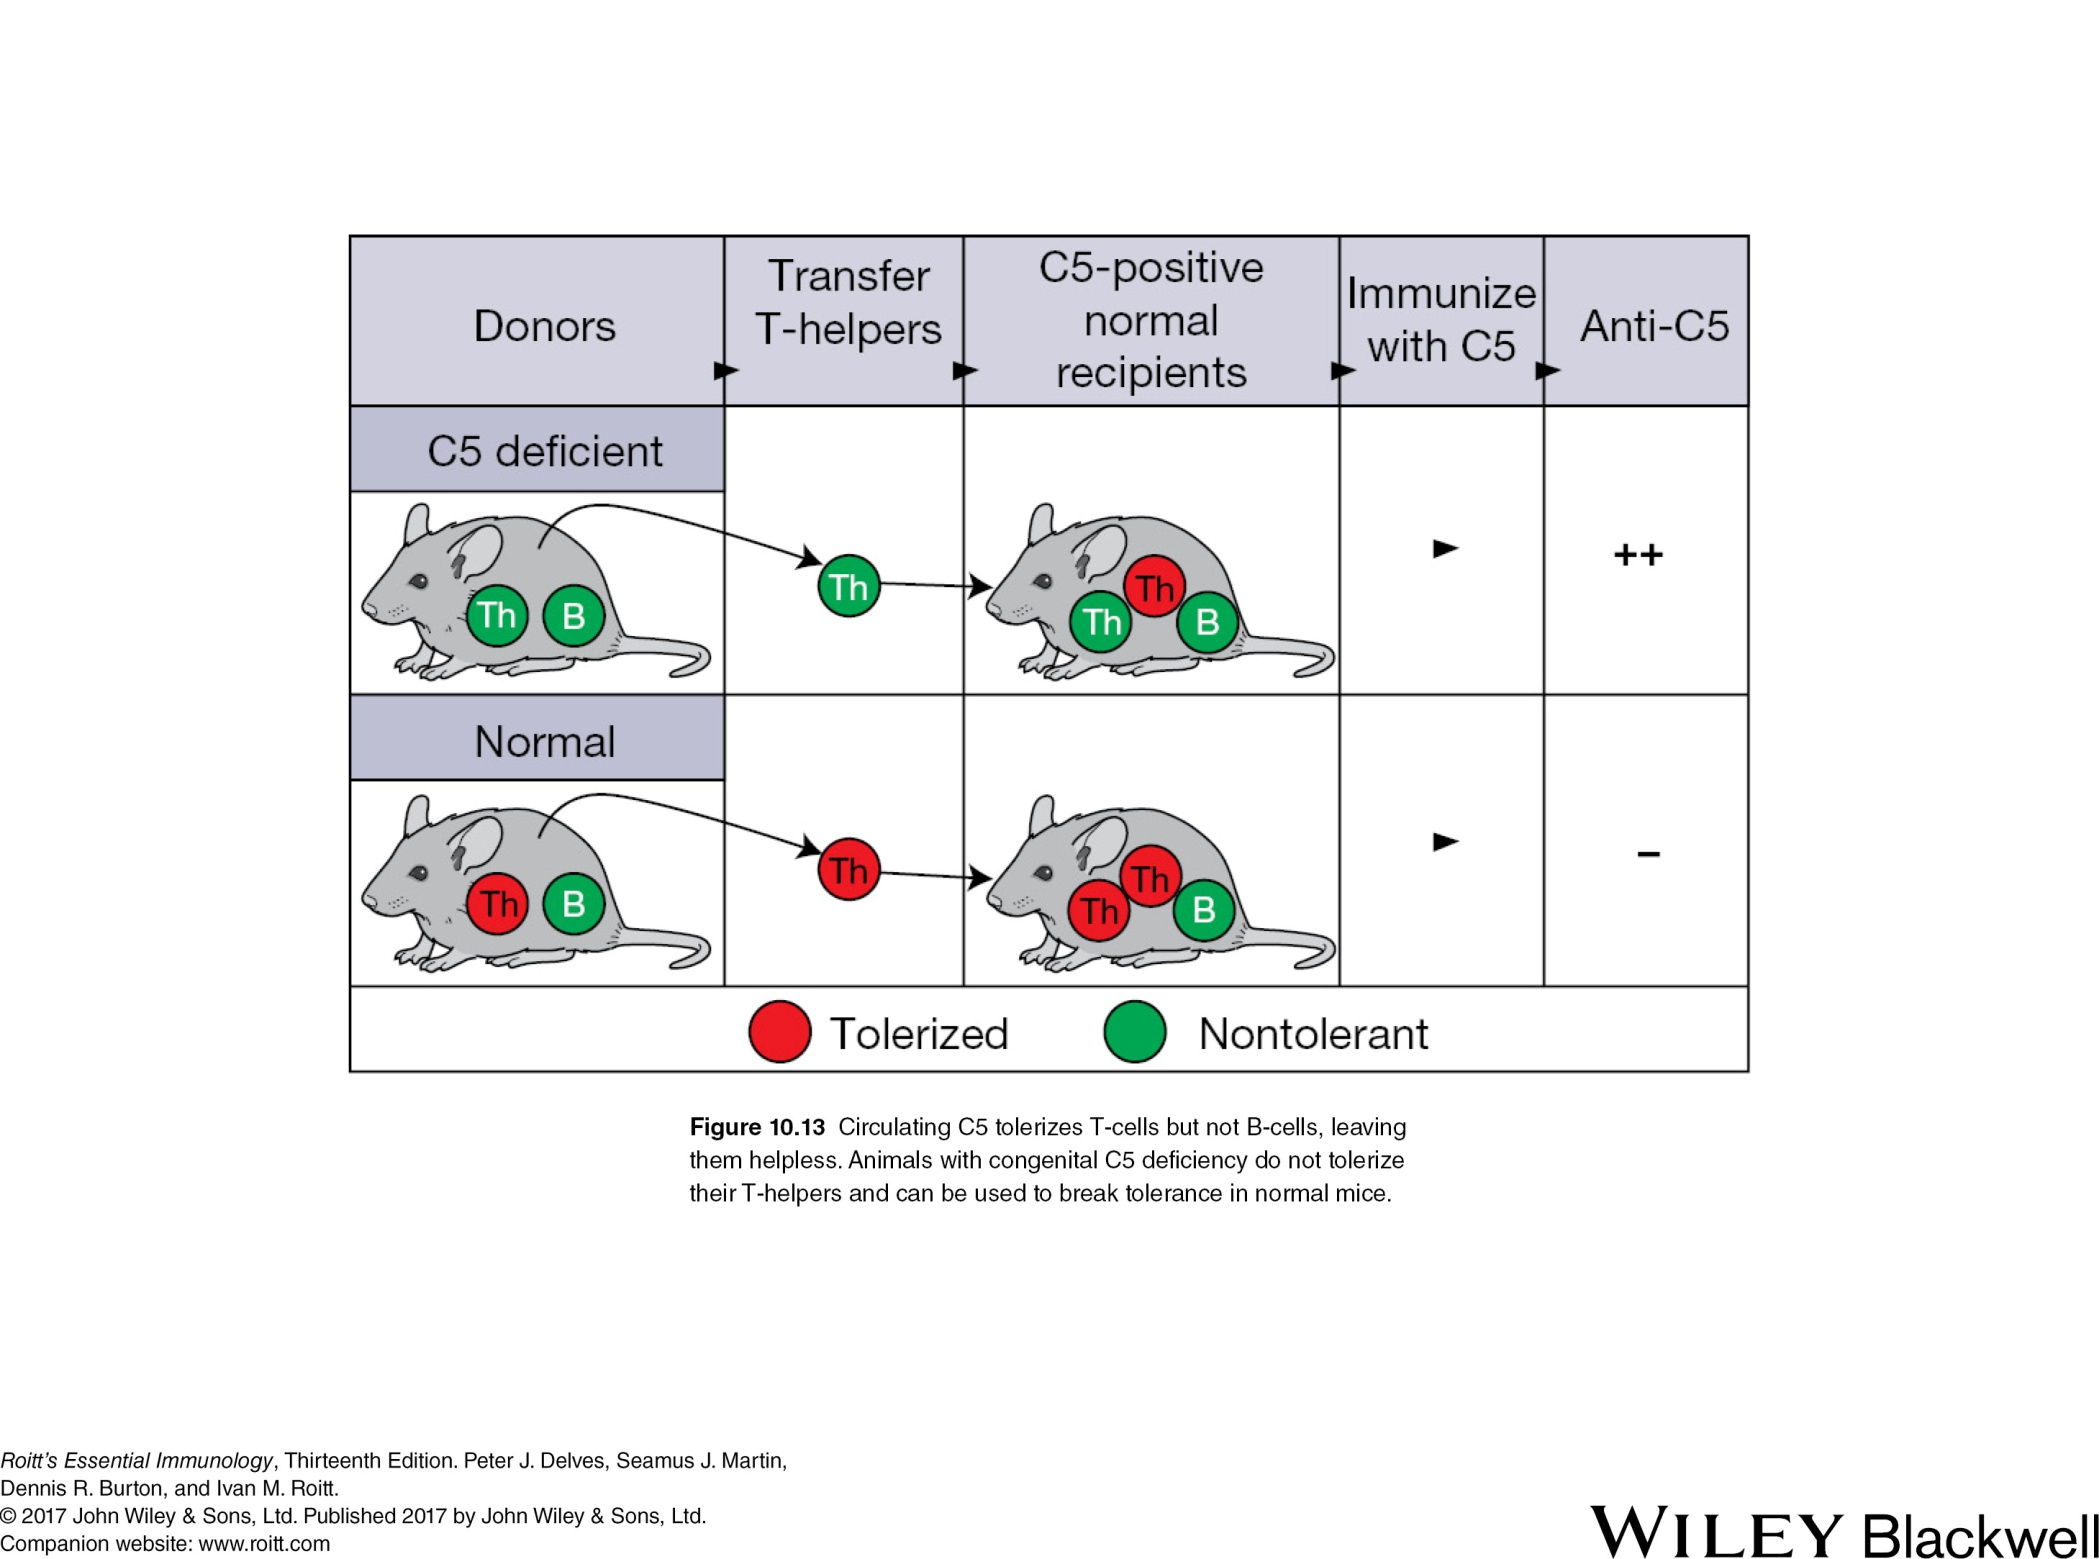 Donors
Transfer
T-helpers
C5-positive
normal
recipients
Immunize
with C5
Anti-C5
C5 deficient
Th
B
Th
Th
Th
B
++
Normal
Th
B
Th
Th
Th
B
–
Tolerized
Nontolerant
Figure 10.13 Circulating C5 tolerizes T-cells but not B-cells, leaving
them helpless. Animals with congenital C5 deficiency do not tolerize
their T-helpers and can be used to break tolerance in normal mice.
Roitt’s Essential Immunology, Thirteenth Edition. Peter J. Delves, Seamus J. Martin,
Dennis R. Burton, and Ivan M. Roitt.
© 2017 John Wiley & Sons, Ltd. Published 2017 by John Wiley & Sons, Ltd.
Companion website: www.roitt.com
WILEY Blackwell